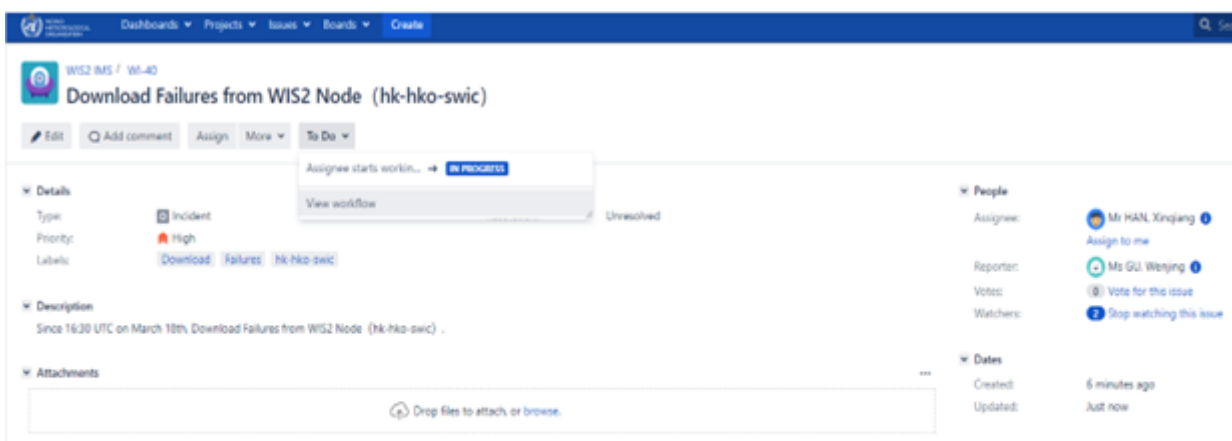 WORLD METEOROLOGICAL ORGANIZATION Dashboards Projects Issues Boards Create
WIS2 IMS / WI-40
Download Failures from WIS2 Node (hk-hko-swic)
Edit Add comment Assign More To Do
Assignee starts workin... → IN PROGRESS
View workflow
Details
Type: Incident
Unresolved
Priority: High
Labels: Download Failures hk-hko-swic
Description
Since 16:30 UTC on March 18th, Download Failures from WIS2 Node (hk-hko-swic) .
Attachments
...
Drop files to attach, or browse.
People
Assignee: Mr HAN, Xinqiang
Assign to me
Reporter: Ms GU, Wenjing
Votes: 0 Vote for this issue
Watchers: 2 Stop watching this issue
Dates
Created: 6 minutes ago
Updated: Just now